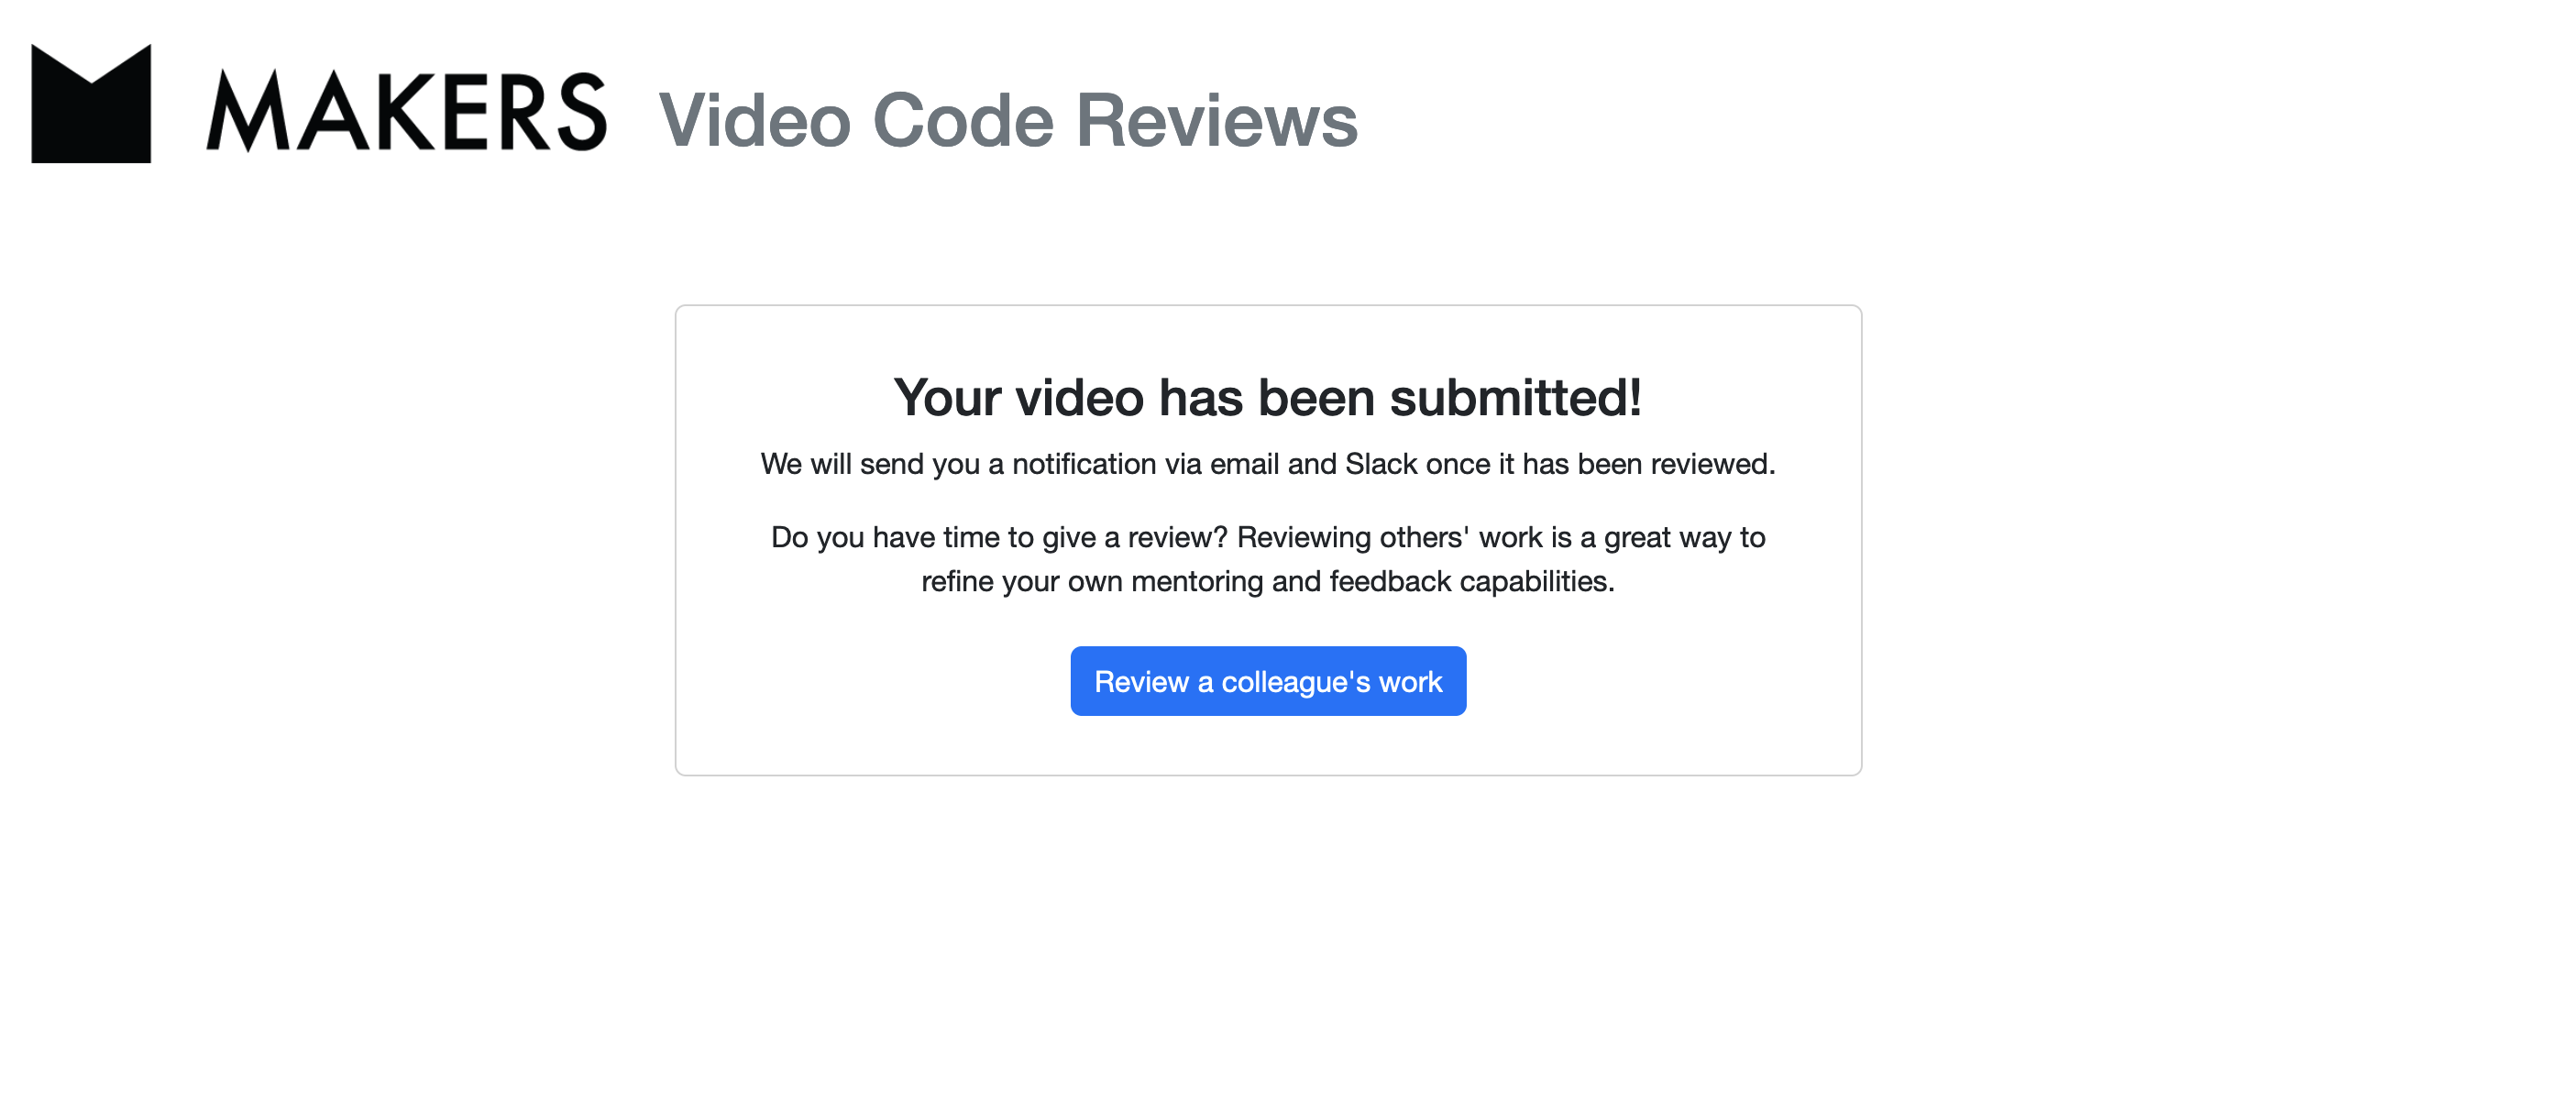 MAKERS Video Code Reviews
Your video has been submitted!
We will send you a notification via email and Slack once it has been reviewed.
Do you have time to give a review? Reviewing others' work is a great way to
refine your own mentoring and feedback capabilities.
Review a colleague's work